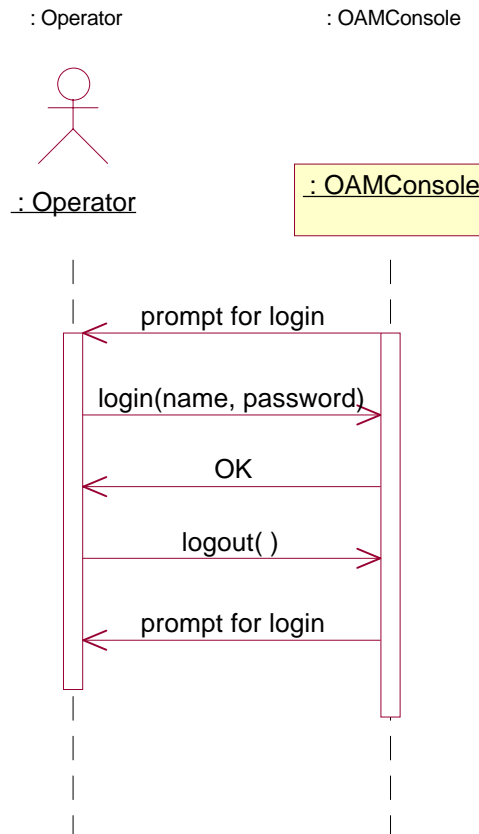 : Operator
: OAMConsole
: Operator
: OAMConsole
prompt for login
login(name, password)
OK
logout( )
prompt for login